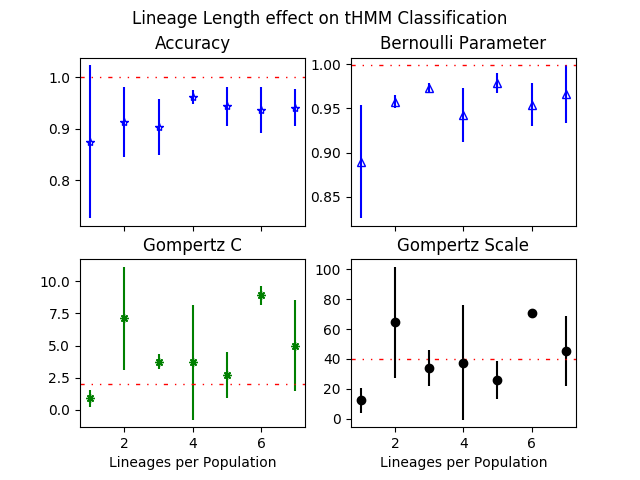 Lineage Length effect on tHMM Classification
Accuracy
Bernoulli Parameter
1.0
0.9
0.8
1.00
0.95
0.90
0.85
Gompertz C
Gompertz Scale
10.0
7.5
5.0
2.5
0.0
100
80
60
40
20
0
2 4 6
2 4 6
Lineages per Population
Lineages per Population